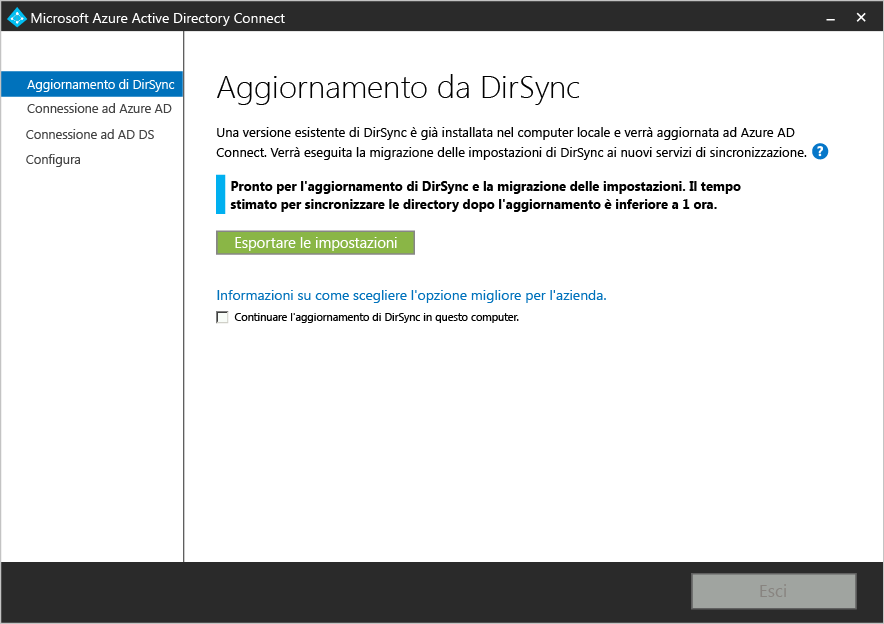 Microsoft Azure Active Directory Connect
Aggiornamento di DirSync
Connessione ad Azure AD
Connessione ad AD DS
Configura
Aggiornamento da DirSync
Una versione esistente di DirSync è già installata nel computer locale e verrà aggiornata ad Azure AD
Connect. Verrà eseguita la migrazione delle impostazioni di DirSync ai nuovi servizi di sincronizzazione. ?
Pronto per l'aggiornamento di DirSync e la migrazione delle impostazioni. Il tempo
stimato per sincronizzare le directory dopo l'aggiornamento è inferiore a 1 ora.
Esportare le impostazioni
Informazioni su come scegliere l'opzione migliore per l'azienda.
Continuare l'aggiornamento di DirSync in questo computer.
Esci